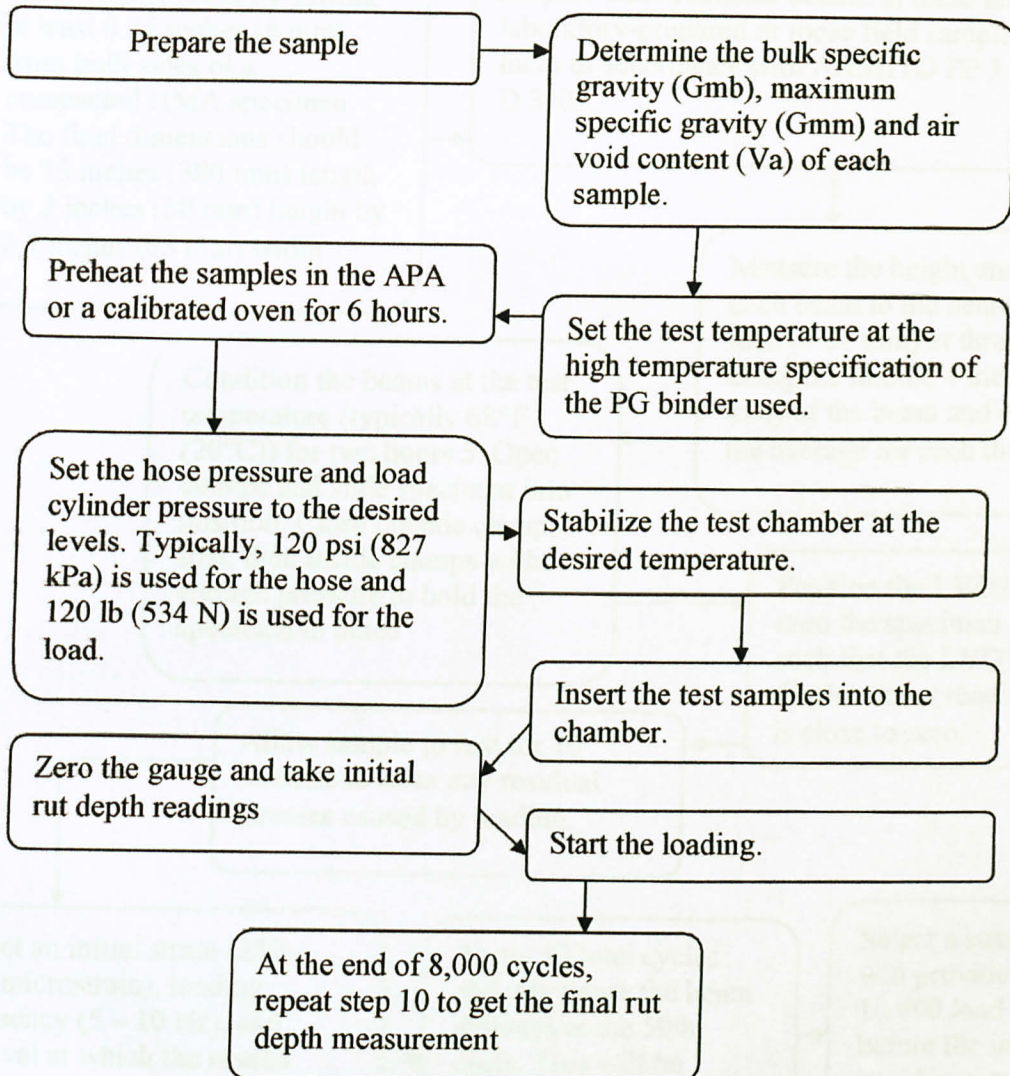 Prepare the sanple
Determine the bulk specific
gravity (Gmb), maximum
specific gravity (Gmm) and air
void content (Va) of each
sample.
Set the test temperature at the
high temperature specification of
the PG binder used.
Preheat the samples in the APA
or a calibrated oven for 6 hours.
Set the hose pressure and load
cylinder pressure to the desired
levels. Typically, 120 psi (827
kPa) is used for the hose and
120 lb (534 N) is used for the
load.
Stabilize the test chamber at the
desired temperature.
Insert the test samples into the
chamber.
Zero the gauge and take initial
rut depth readings
Start the loading.
At the end of 8,000 cycles,
repeat step 10 to get the final rut
depth measurement